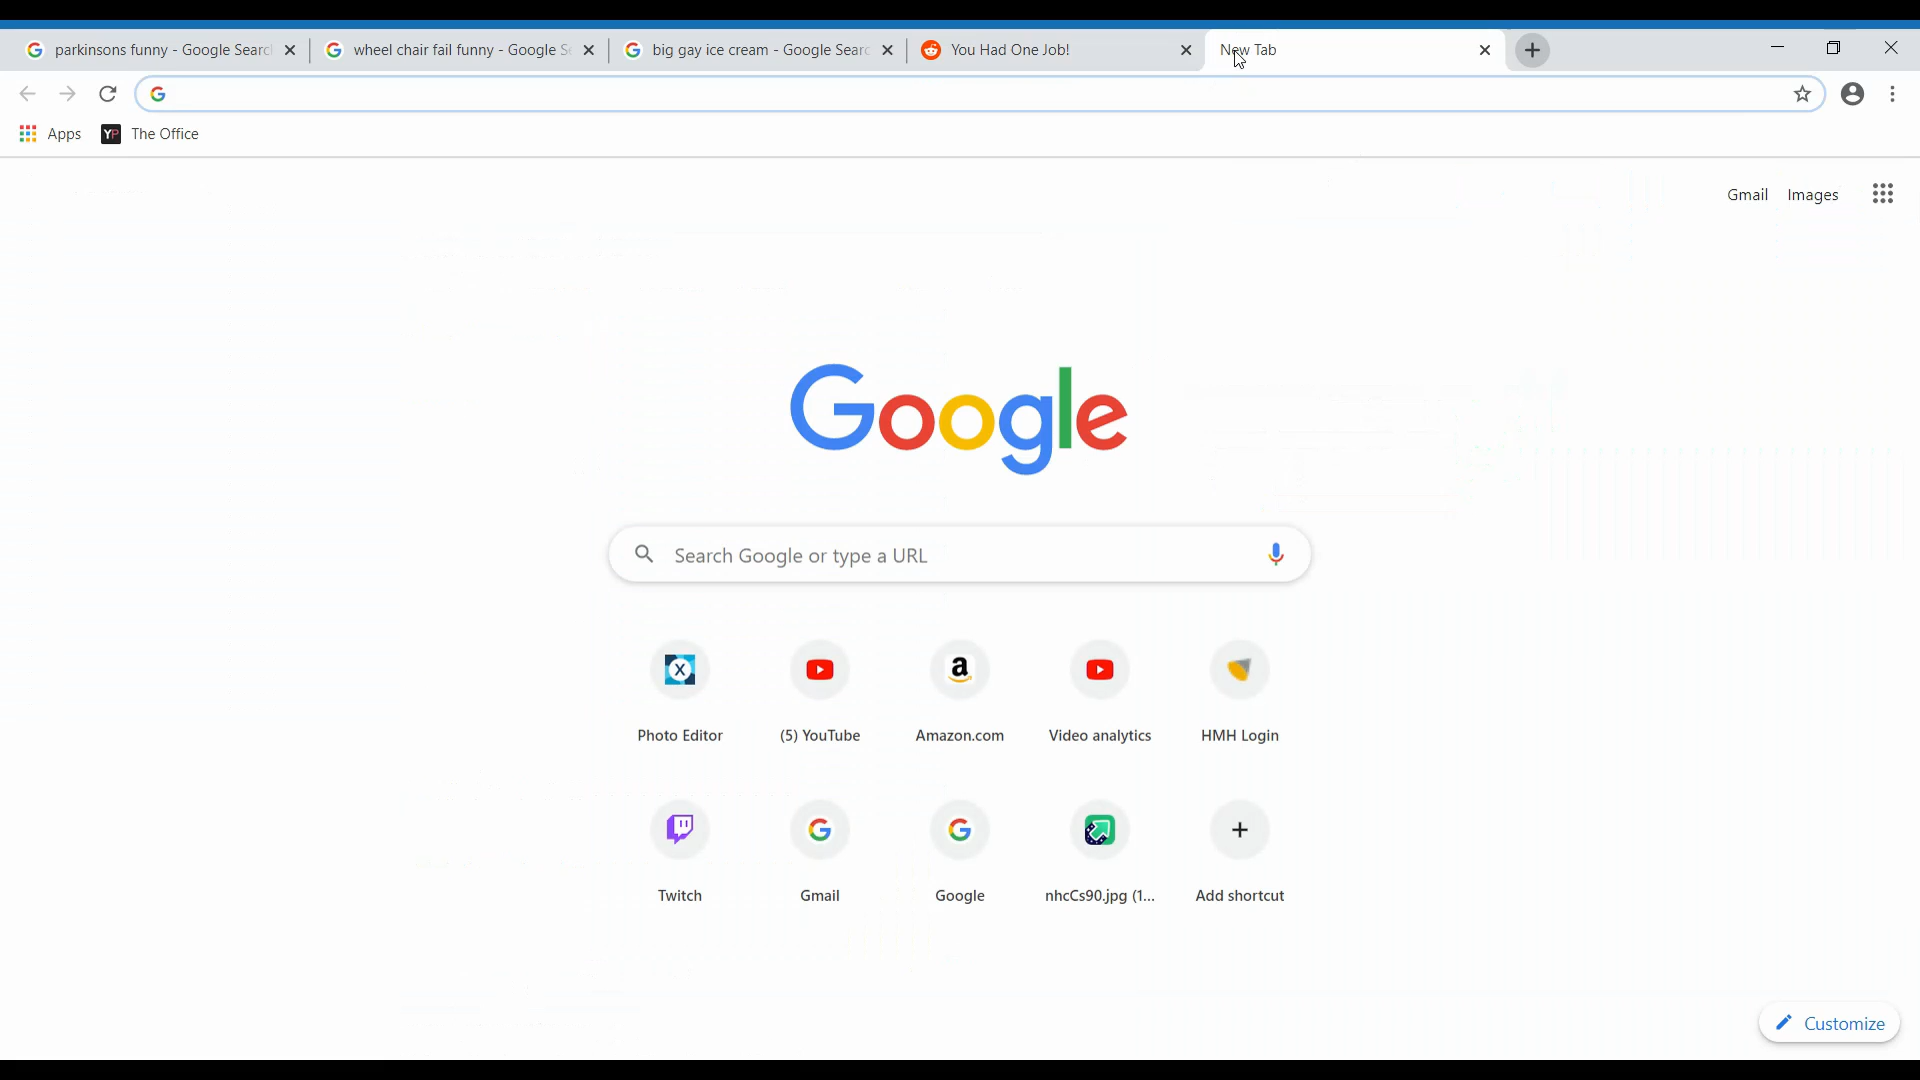 parkinsons funny - Google Searc
wheel chair fail funny - Google S
big gay ice cream - Google Searc
You Had One Job!
New Tab
Apps
YP The Office
Gmail Images
Google
Search Google or type a URL
Photo Editor
(5) YouTube
Amazon.com
Video analytics
HMH Login
Twitch
Gmail
Google
nhcCs90.jpg (1...
Add shortcut
Customize